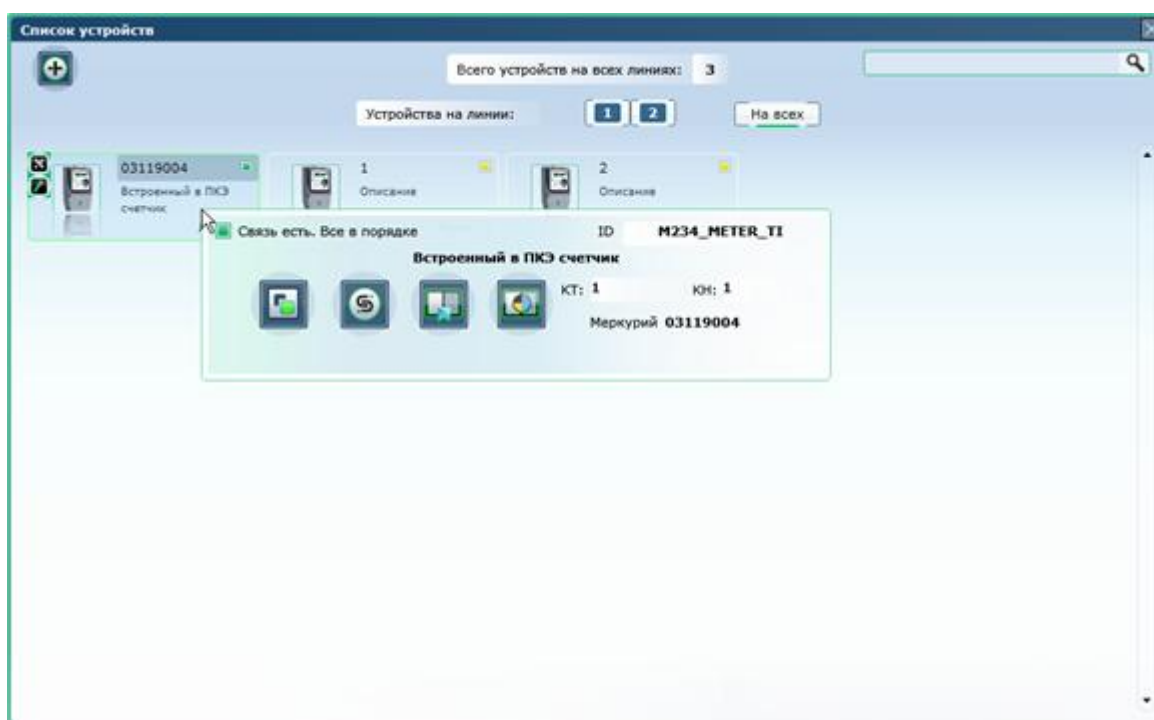 Список устройств
Всего устройств на всех линиях: 3
Устройства на линии: 1 2 На всех
03119004 1 2
Встроенный в ПКЭ счетчик Описание Описание
Связь есть. Все в порядке ID M234_METER_TI
Встроенный в ПКЭ счетчик
КТ: 1 КН: 1
Меркурий 03119004